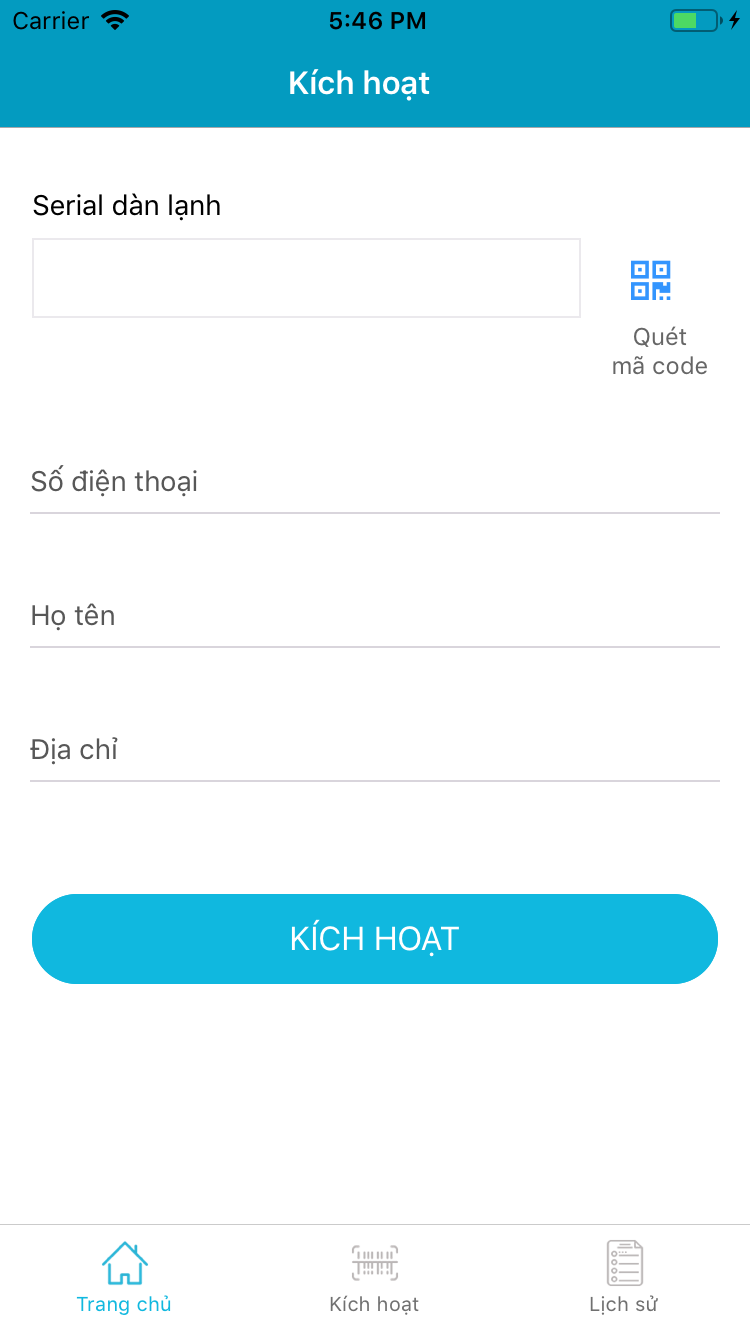 Carrier 5:46 PM
Kích hoạt
Serial dàn lạnh
Quét
mã code
Số điện thoại
Họ tên
Địa chỉ
KÍCH HOẠT
Trang chủ Kích hoạt Lịch sử